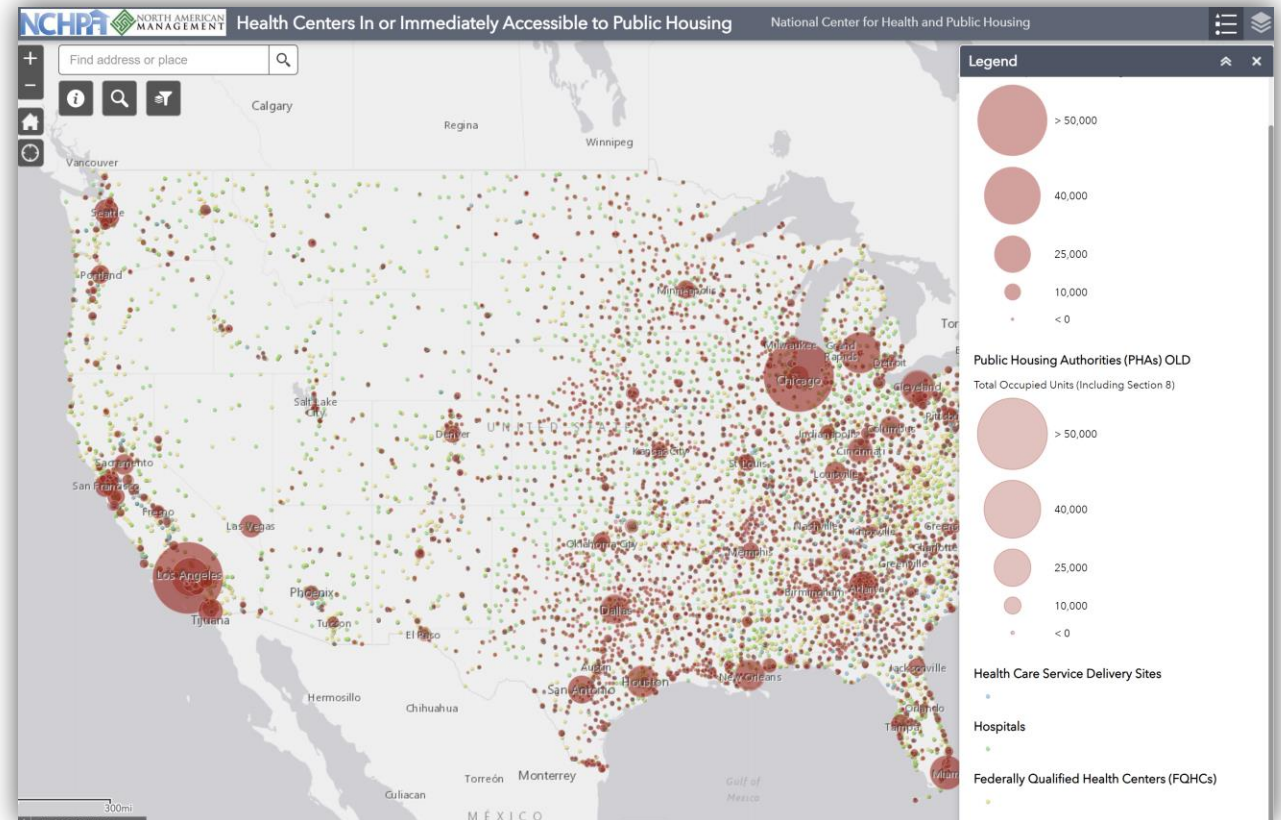 NCHPH NORTH AMERICAN MANAGEMENT Health Centers In or Immediately Accessible to Public Housing National Center for Health and Public Housing
Find address or place
Legend
Calgary
Regina
Winnipeg
Vancouver
Seattle
Portland
Minneapolis
Milwaukee
Grand Rapids
Detroit
Tor
Chicago
Cleveland
Salt Lake City
Denver
UNITED STATE
Kansas City
St Louis
Indianapolis
Columbus
Cincinnati
Louisville
Sacramento
San Francisco
Fresno
Las Vegas
Oklahoma City
Nashville
Knoxville
Greens
Charlotte
Memphis
Greenville
Los Angeles
Phoenix
Birmingham
Atlanta
Tijuana
Tucson
El Paso
Dallas
Austin
San Antonio
Houston
New Orleans
Jacksonville
Orlando
Tampa
Miam
Hermosillo
Chihuahua
Torreón
Monterrey
Culiacan
Gulf of
Mexico
MÉXICO
300mi
> 50,000
40,000
25,000
10,000
< 0
Public Housing Authorities (PHAs) OLD
Total Occupied Units (Including Section 8)
> 50,000
40,000
25,000
10,000
< 0
Health Care Service Delivery Sites
Hospitals
Federally Qualified Health Centers (FQHCs)